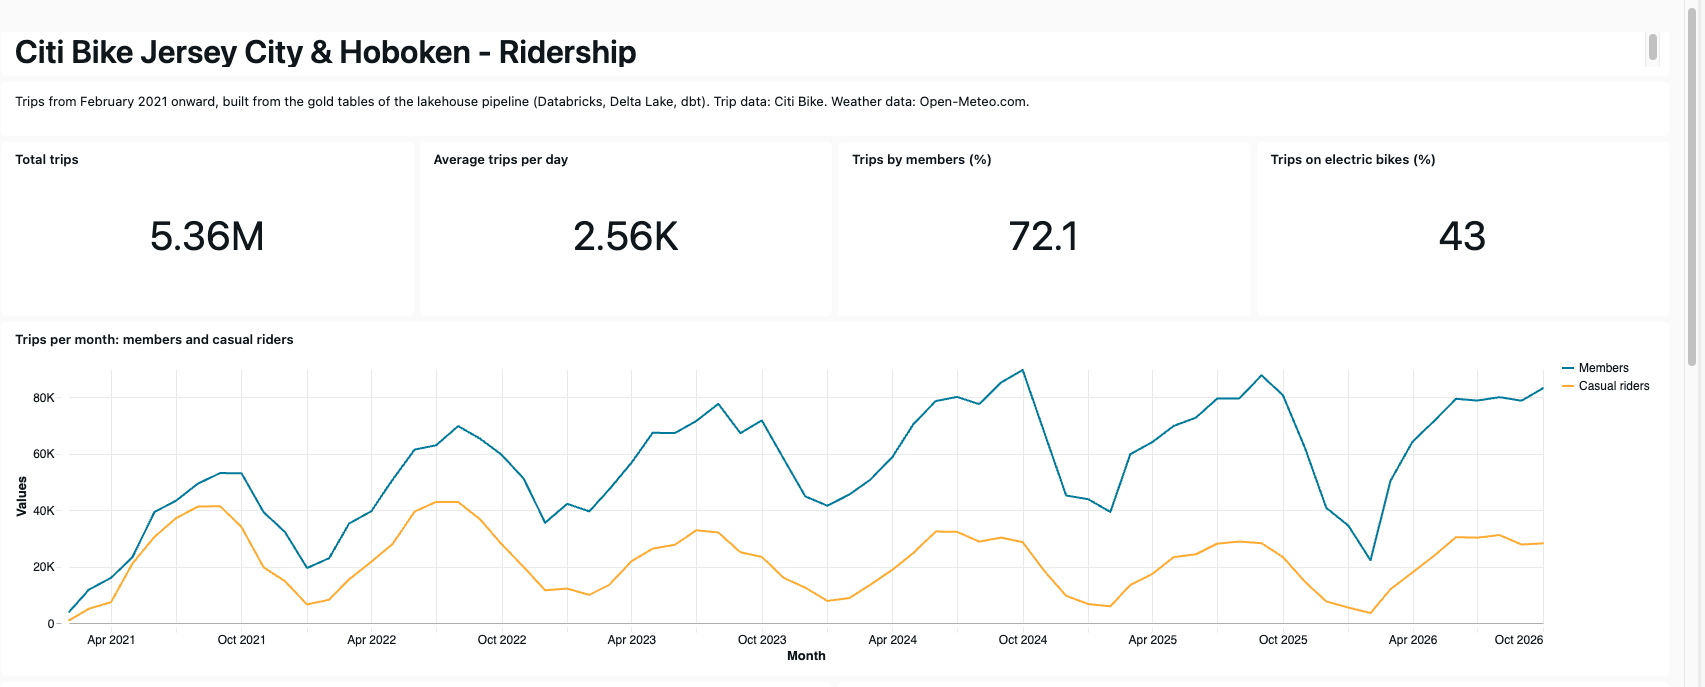 Citi Bike Jersey City & Hoboken - Ridership
Trips from February 2021 onward, built from the gold tables of the lakehouse pipeline (Databricks, Delta Lake, dbt). Trip data: Citi Bike. Weather data: Open-Meteo.com.
Total trips
5.36M
Average trips per day
2.56K
Trips by members (%)
72.1
Trips on electric bikes (%)
43
Trips per month: members and casual riders
Members
Casual riders
Values
80K
60K
40K
20K
0
Apr 2021
Oct 2021
Apr 2022
Oct 2022
Apr 2023
Oct 2023
Apr 2024
Oct 2024
Apr 2025
Oct 2025
Apr 2026
Oct 2026
Month